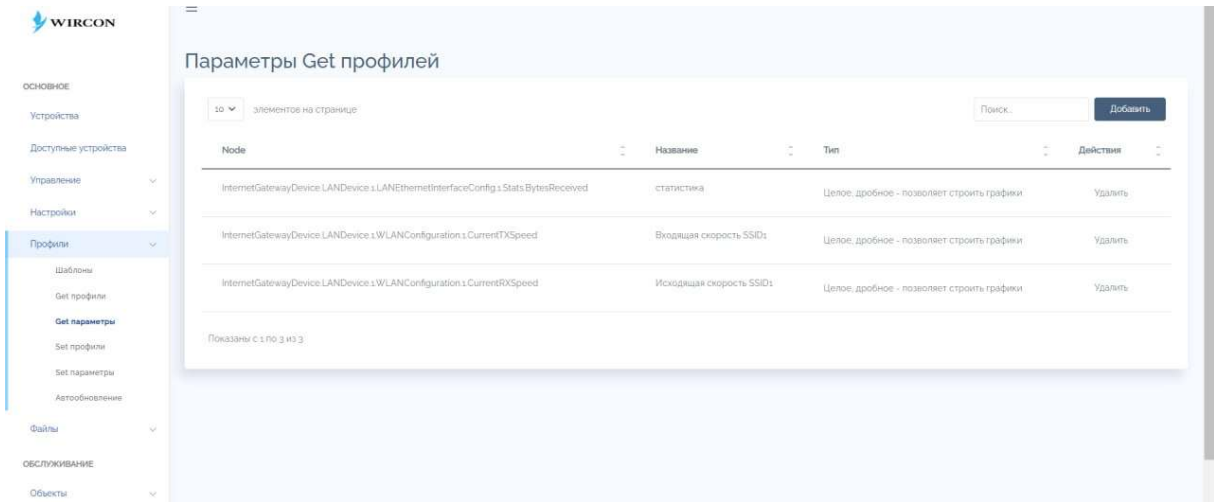 WIRCON
Параметры Get профилей
ОСНОВНОЕ
Устройства
Доступные устройства
Управление
Настройки
Профили
Шаблоны
Get профили
Get параметры
Set профили
Set параметры
Автообновление
Файлы
ОБСЛУЖИВАНИЕ
Объекты
10 элементов на странице
Поиск..
Добавить
Node Название Тип Действия
InternetGatewayDevice.LANDevice.1.LANEthernetInterfaceConfig.1.Stats.BytesReceived статистика Целое, дробное - позволяет строить графики Удалить
InternetGatewayDevice.LANDevice.1.WLANConfiguration.1.CurrentTXSpeed Входящая скорость SSID1 Целое, дробное - позволяет строить графики Удалить
InternetGatewayDevice.LANDevice.1.WLANConfiguration.1.CurrentRXSpeed Исходящая скорость SSID1 Целое, дробное - позволяет строить графики Удалить
Показаны с 1 по 3 из 3